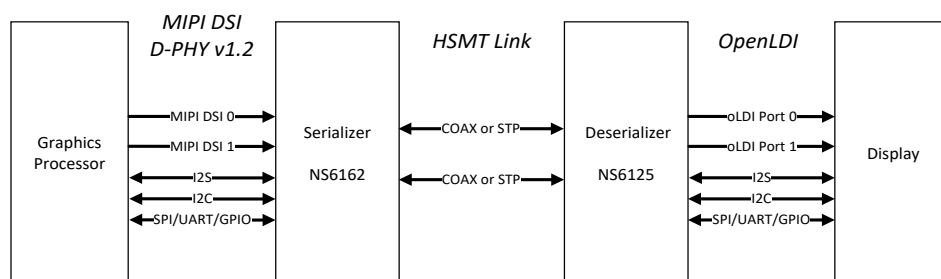 MIPI DSI
D-PHY v1.2
HSMT Link
OpenLDI
Graphics
Processor
MIPI DSI 0
MIPI DSI 1
I2S
I2C
SPI/UART/GPIO
Serializer
NS6162
COAX or STP
COAX or STP
Deserializer
NS6125
oLDI Port 0
oLDI Port 1
I2S
I2C
SPI/UART/GPIO
Display